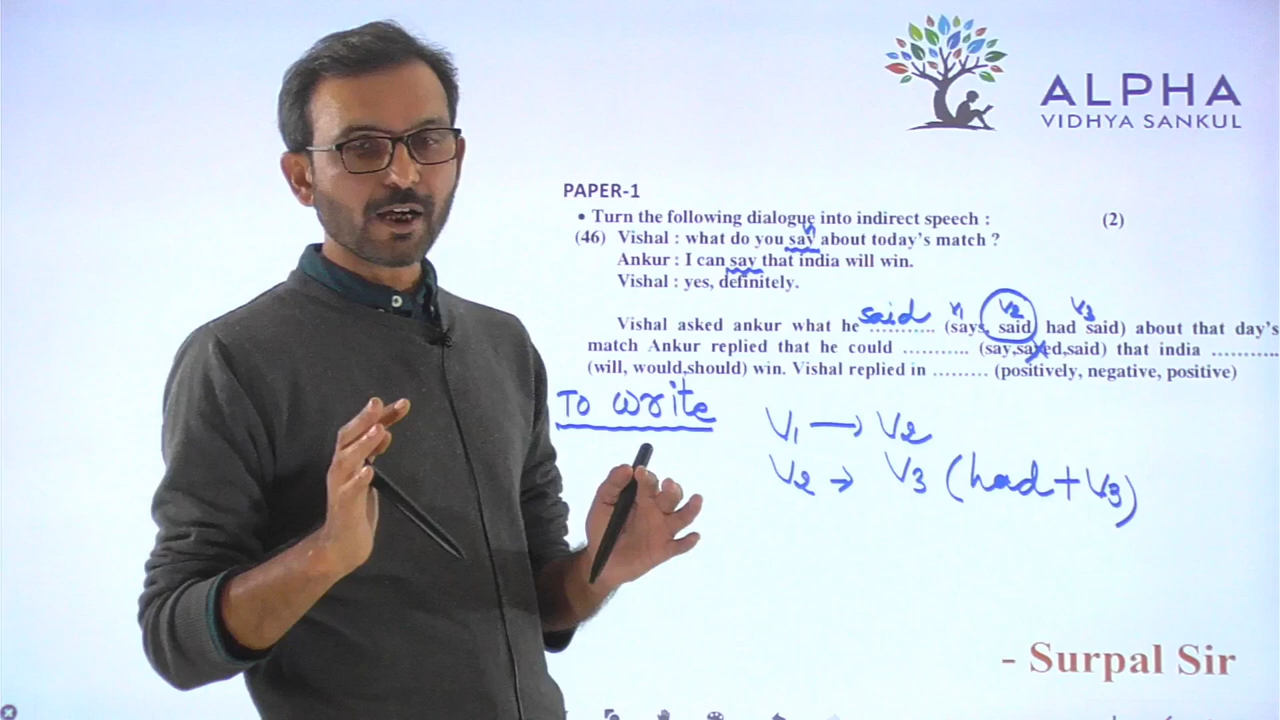 ALPHA
VIDHYA SANKUL
PAPER-1
• Turn the following dialogue into indirect speech : (2)
V1
(46) Vishal : what do you say about today's match ?
Ankur : I can say that india will win.
Vishal : yes, definitely.
said V1 V2 V3
Vishal asked ankur what he ........... (says, said, had said) about that day's
match Ankur replied that he could ........... (say,sayed,said) that india ...........
(will, would,should) win. Vishal replied in ......... (positively, negative, positive)
To write
V1 → V2
V2 → V3 (had + V3)
- Surpal Sir